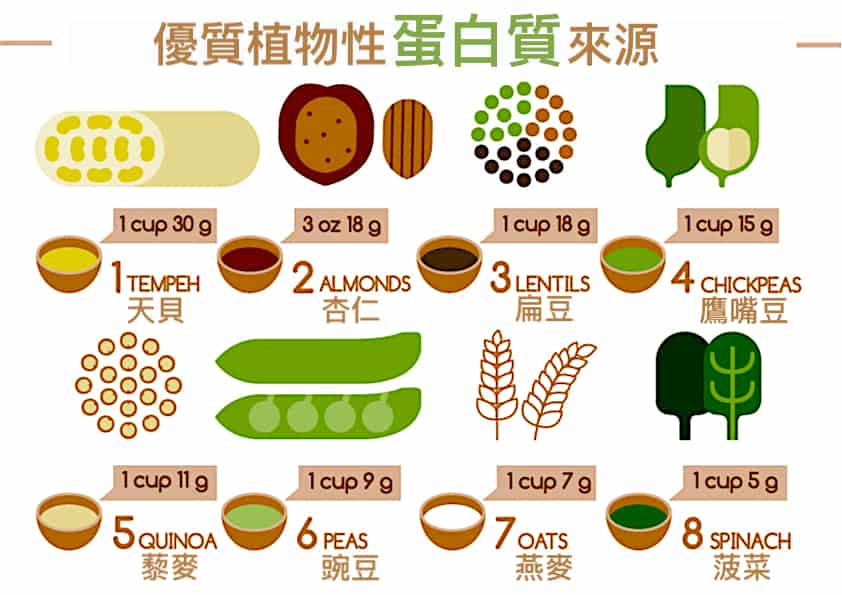 優質植物性蛋白質來源
1 cup 30 g
3 oz 18 g
1 cup 18 g
1 cup 15 g
1 TEMPEH
2 ALMONDS
3 LENTILS
4 CHICKPEAS
天貝
杏仁
扁豆
鷹嘴豆
1 cup 11 g
1 cup 9 g
1 cup 7 g
1 cup 5 g
5 QUINOA
6 PEAS
7 OATS
8 SPINACH
藜麥
豌豆
燕麥
菠菜